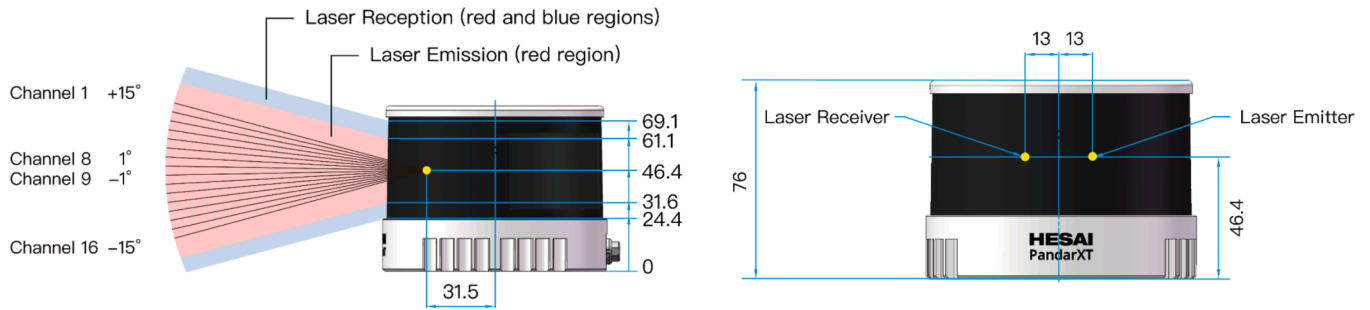 Laser Reception (red and blue regions)
Laser Emission (red region)
Channel 1 +15°
Channel 8 1°
Channel 9 –1°
Channel 16 –15°
69.1
61.1
46.4
31.6
24.4
0
31.5
13 13
Laser Receiver
Laser Emitter
76
46.4
HESAI
PandarXT